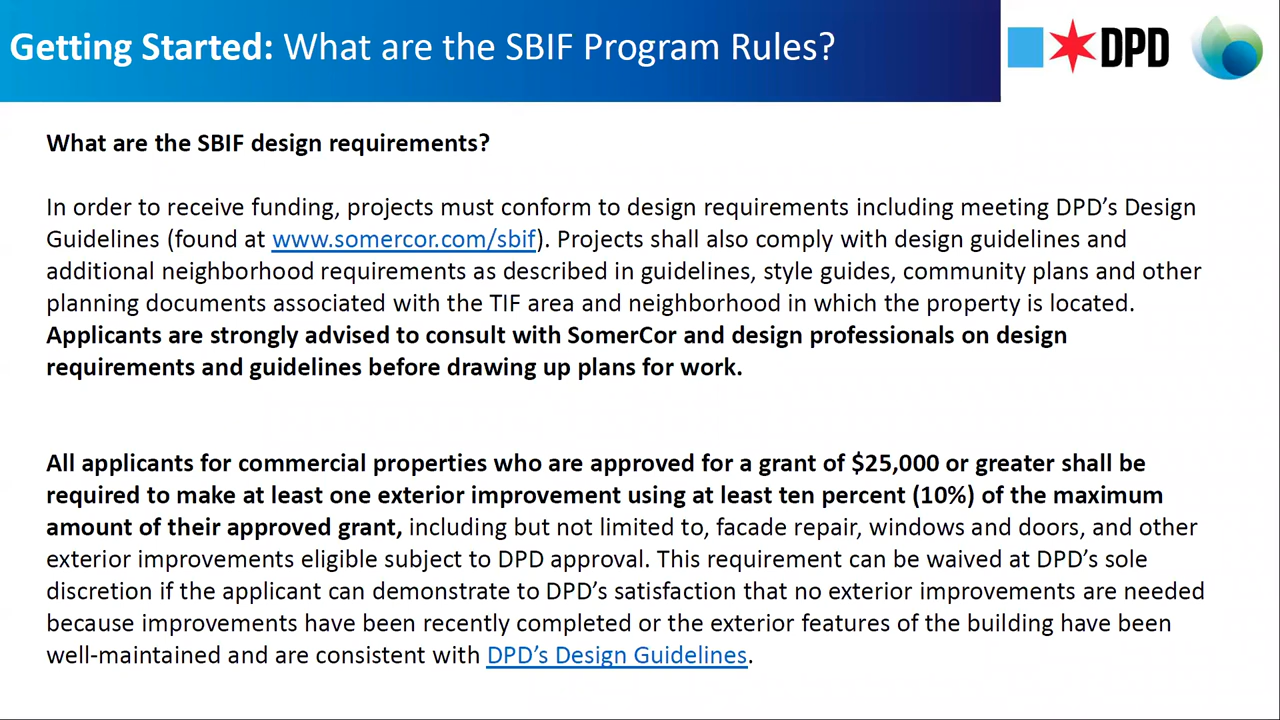 Getting Started: What are the SBIF Program Rules?
DPD
What are the SBIF design requirements?
In order to receive funding, projects must conform to design requirements including meeting DPD's Design
Guidelines (found at www.somercor.com/sbif). Projects shall also comply with design guidelines and
additional neighborhood requirements as described in guidelines, style guides, community plans and other
planning documents associated with the TIF area and neighborhood in which the property is located.
Applicants are strongly advised to consult with SomerCor and design professionals on design
requirements and guidelines before drawing up plans for work.
All applicants for commercial properties who are approved for a grant of $25,000 or greater shall be
required to make at least one exterior improvement using at least ten percent (10%) of the maximum
amount of their approved grant, including but not limited to, facade repair, windows and doors, and other
exterior improvements eligible subject to DPD approval. This requirement can be waived at DPD's sole
discretion if the applicant can demonstrate to DPD's satisfaction that no exterior improvements are needed
because improvements have been recently completed or the exterior features of the building have been
well-maintained and are consistent with DPD's Design Guidelines.